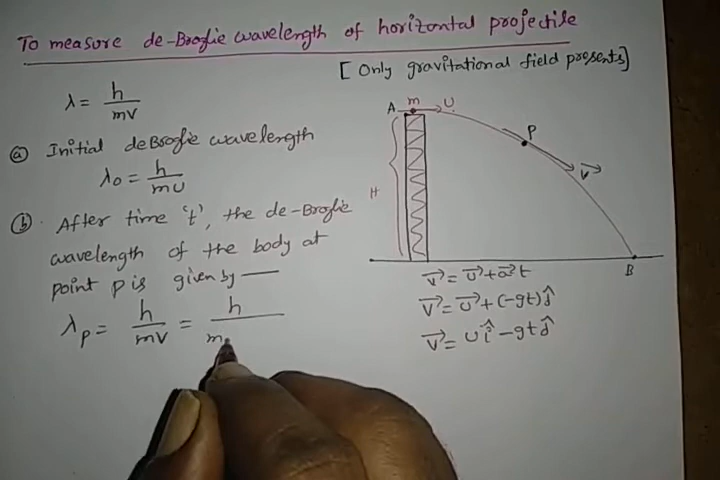 To measure de-Broglie wavelength of horizontal projectile
[Only gravitational field presents]
λ = h/mv
ⓐ Initial deBroglie wavelength
λ₀ = h/mU
ⓑ. After time 't', the de-Broglie
wavelength of the body at
point p is given by —
λₚ = h/mv = h/m
A m U
P
V⃗
H
B
V⃗ = U⃗ + a⃗t
V⃗ = U⃗ + (-gt)ĵ
V⃗ = Uî - gtĵ